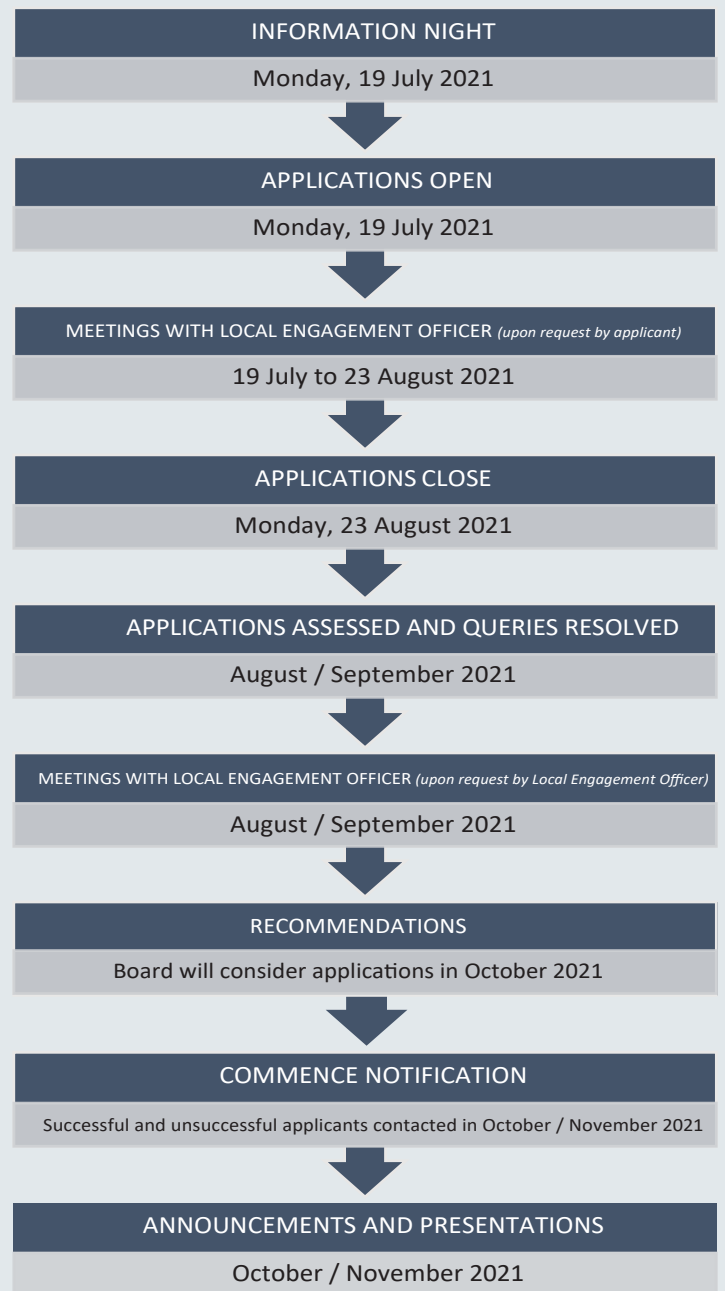 INFORMATION NIGHT
Monday, 19 July 2021
APPLICATIONS OPEN
Monday, 19 July 2021
MEETINGS WITH LOCAL ENGAGEMENT OFFICER (upon request by applicant)
19 July to 23 August 2021
APPLICATIONS CLOSE
Monday, 23 August 2021
APPLICATIONS ASSESSED AND QUERIES RESOLVED
August / September 2021
MEETINGS WITH LOCAL ENGAGEMENT OFFICER (upon request by Local Engagement Officer)
August / September 2021
RECOMMENDATIONS
Board will consider applications in October 2021
COMMENCE NOTIFICATION
Successful and unsuccessful applicants contacted in October / November 2021
ANNOUNCEMENTS AND PRESENTATIONS
October / November 2021